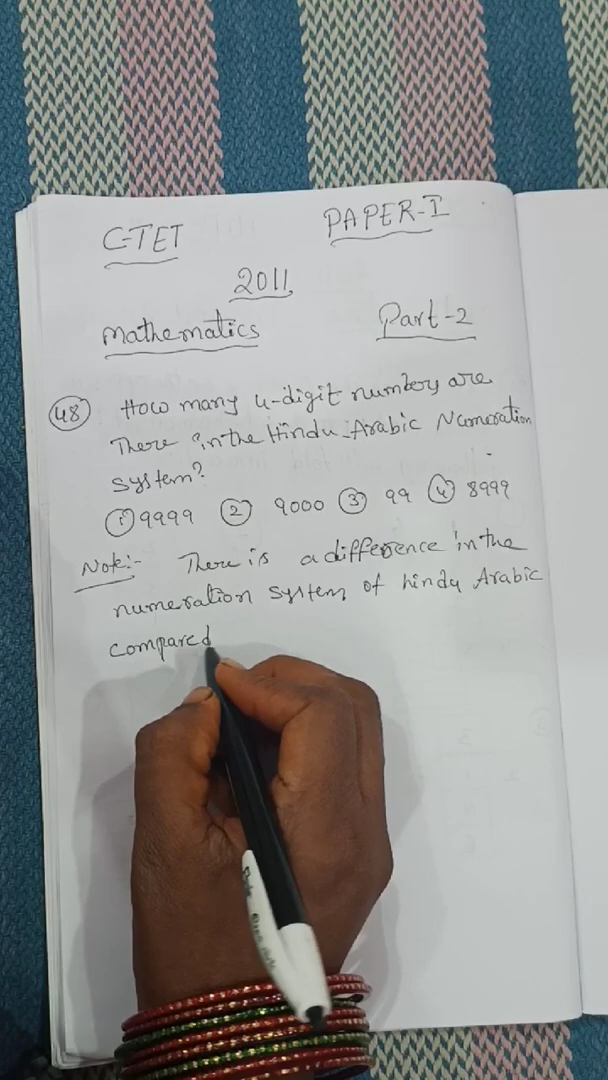 C-TET PAPER-I
2011
Mathematics Part-2
48 How many 4-digit numbers are
There in the Hindu-Arabic Numeration
system?
1 9999 2 9000 3 99 4 8999
Note:- There is a difference in the
numeration system of hindu Arabic
compared